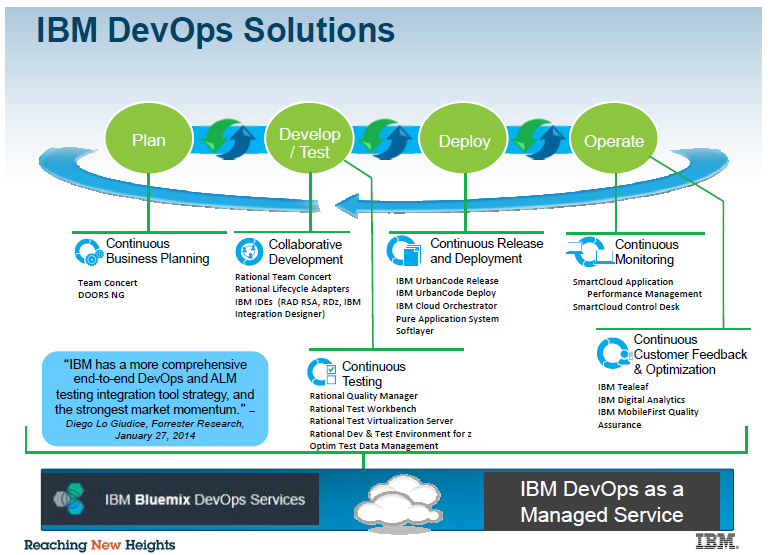 IBM DevOps Solutions
Plan
Develop
/ Test
Deploy
Operate
Continuous
Business Planning
Team Concert
DOORS NG
Collaborative
Development
Rational Team Concert
Rational Lifecycle Adapters
IBM IDEs (RAD RSA, RDz, IBM
Integration Designer)
Continuous Release
and Deployment
IBM UrbanCode Release
IBM UrbanCode Deploy
IBM Cloud Orchestrator
Pure Application System
Softlayer
Continuous
Monitoring
SmartCloud Application
Performance Management
SmartCloud Control Desk
Continuous
Testing
Rational Quality Manager
Rational Test Workbench
Rational Test Virtualization Server
Rational Dev & Test Environment for z
Optim Test Data Management
Continuous
Customer Feedback
& Optimization
IBM Tealeaf
IBM Digital Analytics
IBM MobileFirst Quality
Assurance
“IBM has a more comprehensive
end-to-end DevOps and ALM
testing integration tool strategy, and
the strongest market momentum.” –
Diego Lo Giudice, Forrester Research,
January 27, 2014
IBM Bluemix DevOps Services
IBM DevOps as a
Managed Service
Reaching New Heights
IBM